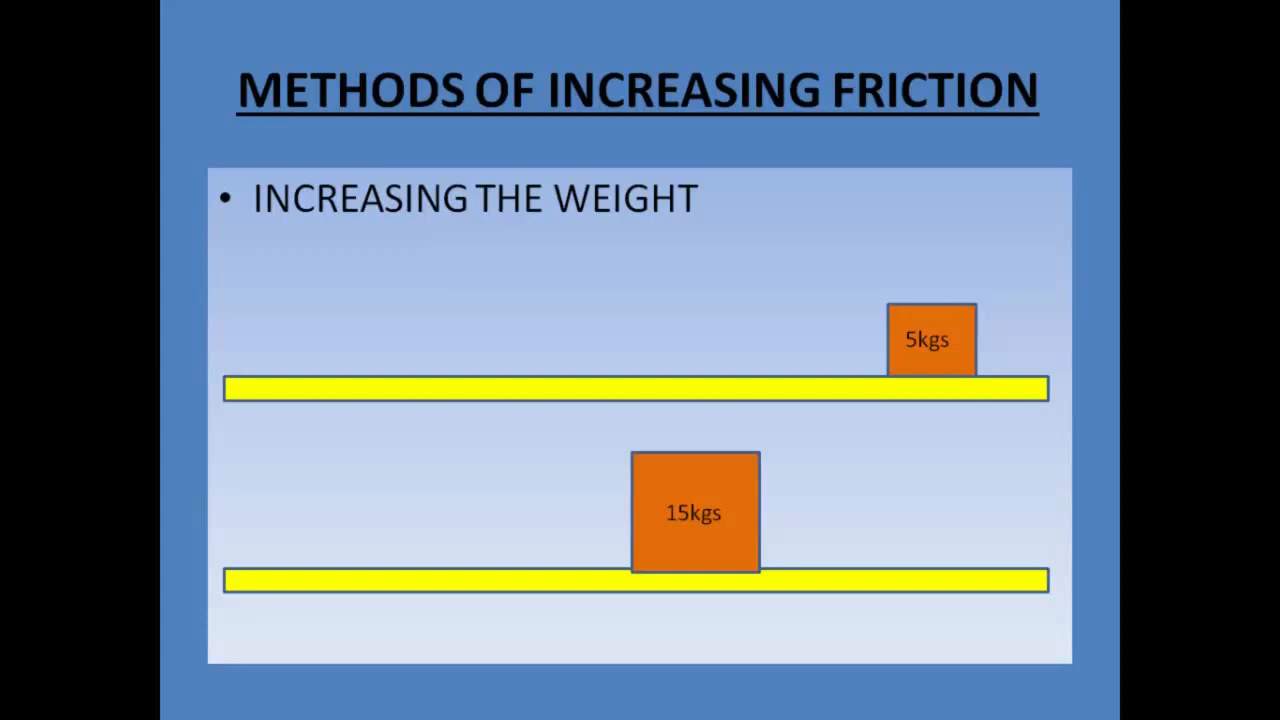 METHODS OF INCREASING FRICTION
• INCREASING THE WEIGHT
5kgs
15kgs